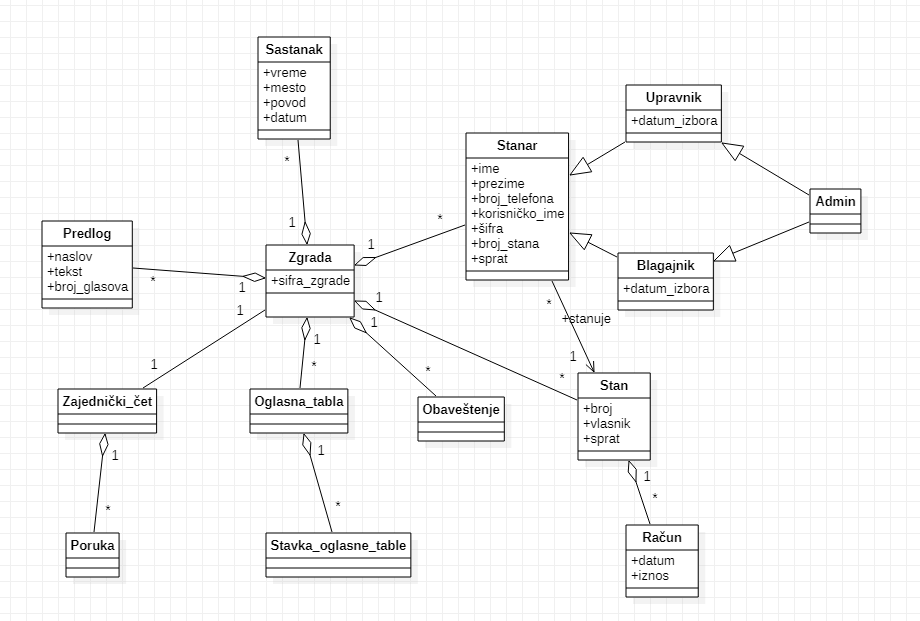 Sastanak
+vreme
+mesto
+povod
+datum
*
1
Upravnik
+datum_izbora
Stanar
+ime
+prezime
+broj_telefona
+korisničko_ime
+šifra
+broj_stana
+sprat
Admin
Predlog
+naslov
+tekst
+broj_glasova
*
1
Zgrada
+sifra_zgrade
1
*
Blagajnik
+datum_izbora
1
*
1
*
1
*
1
1
*
+stanuje
1
Zajednički_čet
Oglasna_tabla
Obaveštenje
Stan
+broj
+vlasnik
+sprat
1
*
1
*
1
*
Poruka
Stavka_oglasne_table
Račun
+datum
+iznos